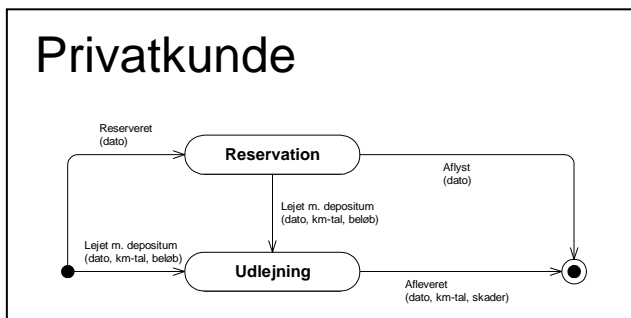 Privatkunde
Reserveret
(dato)
Reservation
Aflyst
(dato)
Lejet m. depositum
(dato, km-tal, beløb)
Lejet m. depositum
(dato, km-tal, beløb)
Udlejning
Afleveret
(dato, km-tal, skader)